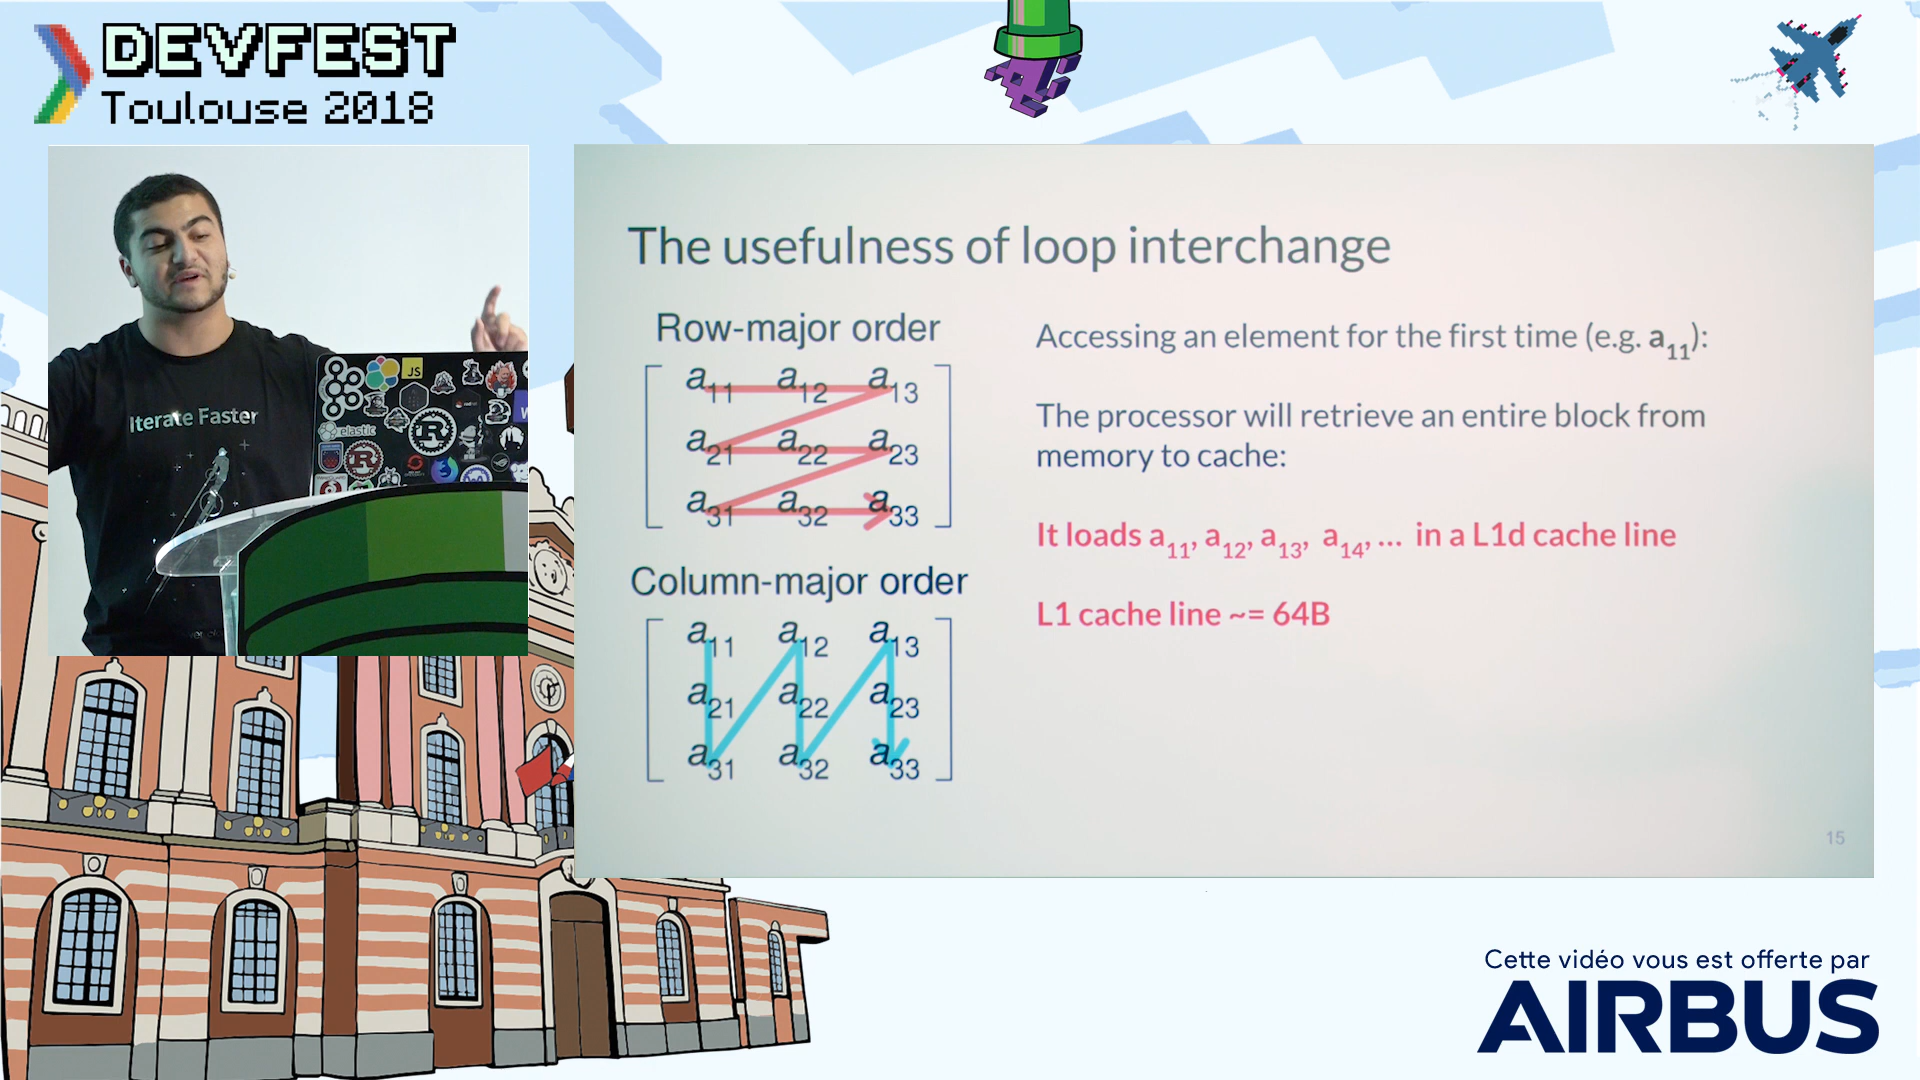 DEVFEST
Toulouse 2018
Iterate Faster
JS
elastic
R
R
The usefulness of loop interchange
Row-major order
a11 a12 a13
a21 a22 a23
a31 a32 a33
Column-major order
a11 a12 a13
a21 a22 a23
a31 a32 a33
Accessing an element for the first time (e.g. a11):
The processor will retrieve an entire block from
memory to cache:
It loads a11, a12, a13, a14, ... in a L1d cache line
L1 cache line ~= 64B
15
Cette vidéo vous est offerte par
AIRBUS